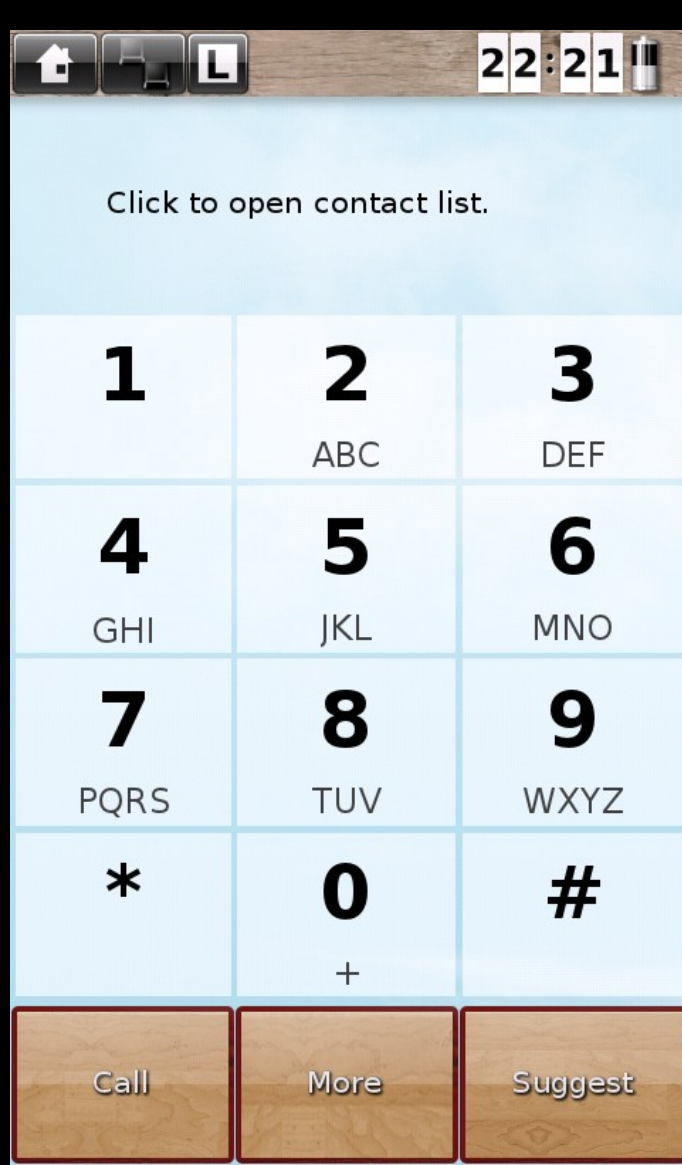 L 22:21
Click to open contact list.
1 2 3
ABC DEF
4 5 6
GHI JKL MNO
7 8 9
PQRS TUV WXYZ
* 0 #
+
Call More Suggest